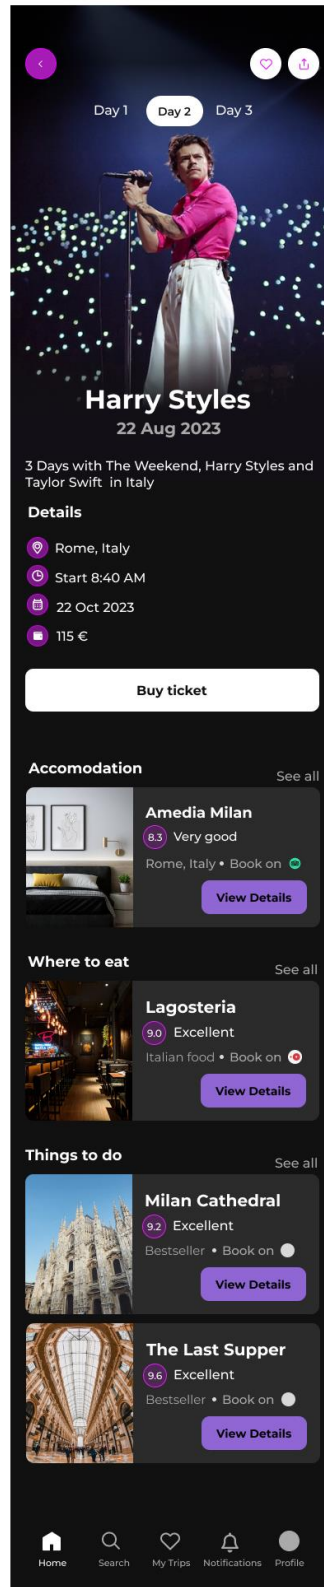 Day 1 Day 2 Day 3
Harry Styles
22 Aug 2023
3 Days with The Weekend, Harry Styles and
Taylor Swift in Italy
Details
Rome, Italy
Start 8:40 AM
22 Oct 2023
115 €
Buy ticket
Accomodation
See all
Amedia Milan
8.3 Very good
Rome, Italy • Book on
View Details
Where to eat
See all
Lagosteria
9.0 Excellent
Italian food • Book on
View Details
Things to do
See all
Milan Cathedral
9.2 Excellent
Bestseller • Book on
View Details
The Last Supper
9.6 Excellent
Bestseller • Book on
View Details
Home Search My Trips Notifications Profile